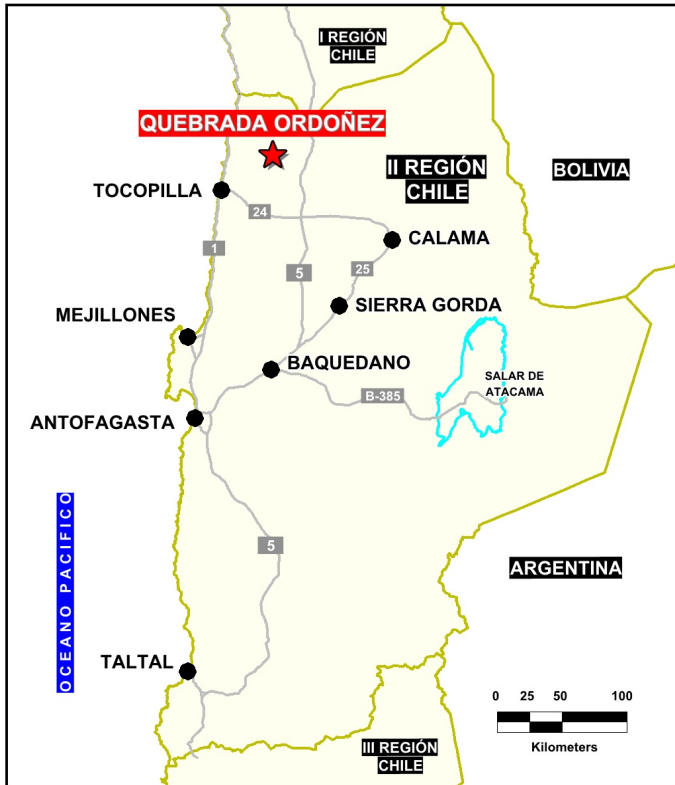 I REGIÓN
CHILE
QUEBRADA ORDOÑEZ
II REGIÓN
CHILE
BOLIVIA
TOCOPILLA
24
CALAMA
1
5
25
SIERRA GORDA
MEJILLONES
BAQUEDANO
SALAR DE
ATACAMA
B-385
ANTOFAGASTA
OCEANO PACIFICO
5
ARGENTINA
TALTAL
0 25 50 100
Kilometers
III REGIÓN
CHILE